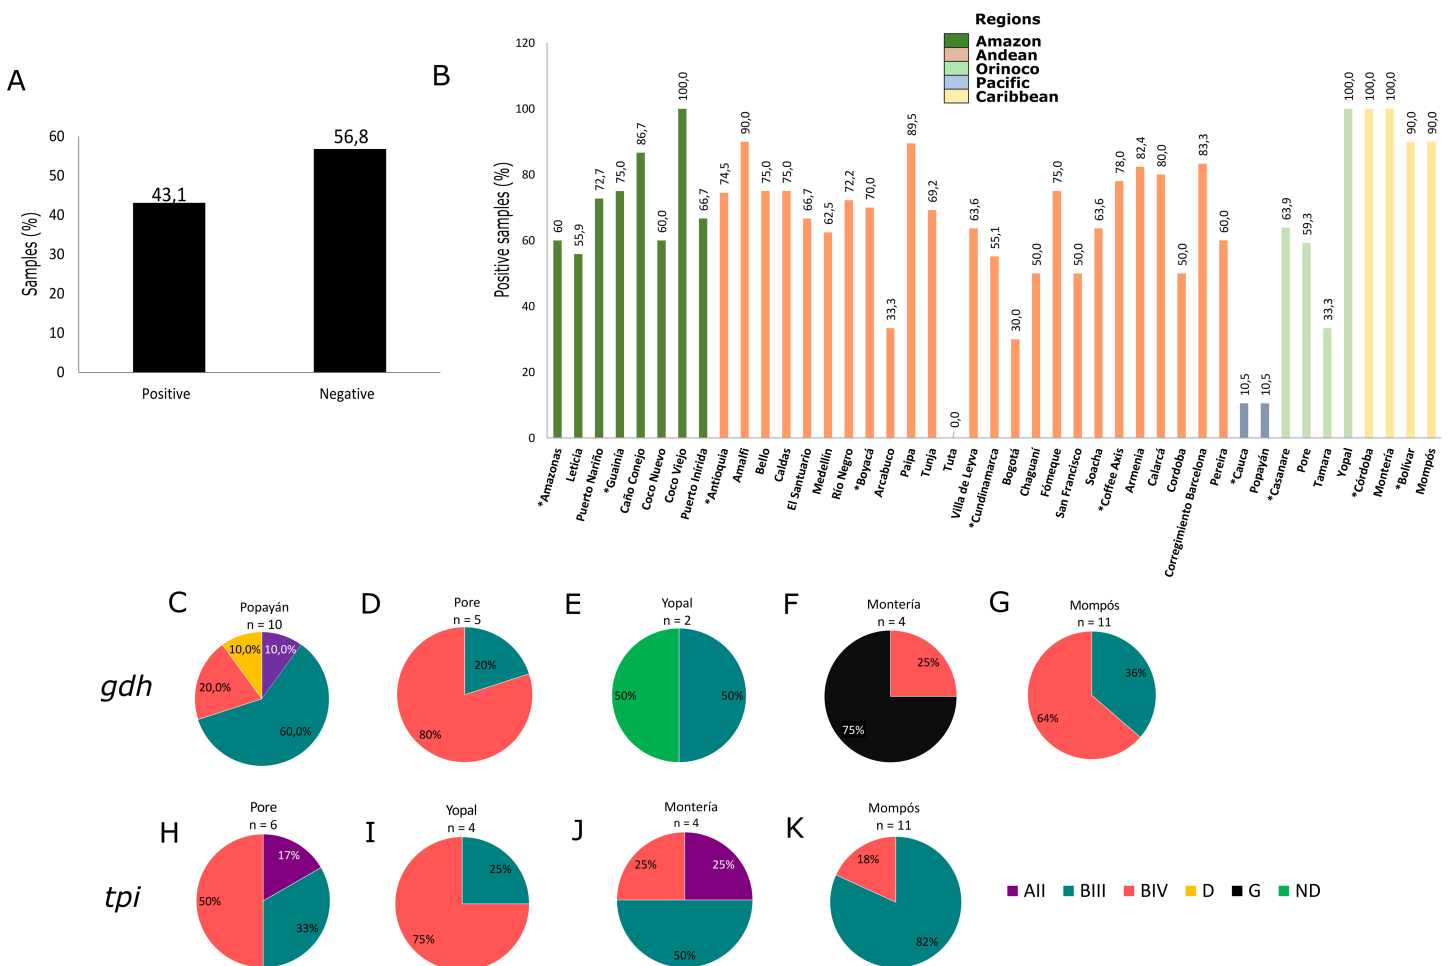 A
Samples (%)
60
50
40
30
20
10
0
43,1
56,8
Positive
Negative
B
Regions
Amazon
Andean
Orinoco
Pacific
Caribbean
Positive samples (%)
120
100
80
60
40
20
0
60
55,9
72,7
75,0
86,7
60,0
100,0
66,7
74,5
90,0
75,0
75,0
66,7
62,5
72,2
70,0
33,3
89,5
69,2
0,0
63,6
55,1
30,0
50,0
75,0
50,0
63,6
78,0
82,4
80,0
50,0
83,3
60,0
10,5
10,5
63,9
59,3
33,3
100,0
100,0
100,0
90,0
90,0
*Amazonas
Leticia
Puerto Nariño
*Guainía
Caño Conejo
Coco Nuevo
Coco Viejo
Puerto Inírida
*Antioquia
Amalfi
Bello
Caldas
El Santuario
Medellín
Río Negro
*Boyacá
Arcabuco
Paipa
Tunja
Tuta
Villa de Leyva
*Cundinamarca
Bogotá
Chaguaní
Fómeque
San Francisco
Soacha
*Coffee Axis
Armenia
Calarcá
Cordoba
Corregimiento Barcelona
Pereira
*Cauca
Popayán
*Casanare
Pore
Tamara
Yopal
*Córdoba
Montería
*Bolivar
Mompós
gdh
C
Popayán
n = 10
10,0%
10,0%
20,0%
60,0%
D
Pore
n = 5
20%
80%
E
Yopal
n = 2
50%
50%
F
Montería
n = 4
25%
75%
G
Mompós
n = 11
36%
64%
tpi
H
Pore
n = 6
17%
50%
33%
I
Yopal
n = 4
25%
75%
J
Montería
n = 4
25%
25%
50%
K
Mompós
n = 11
18%
82%
AII
BIII
BIV
D
G
ND